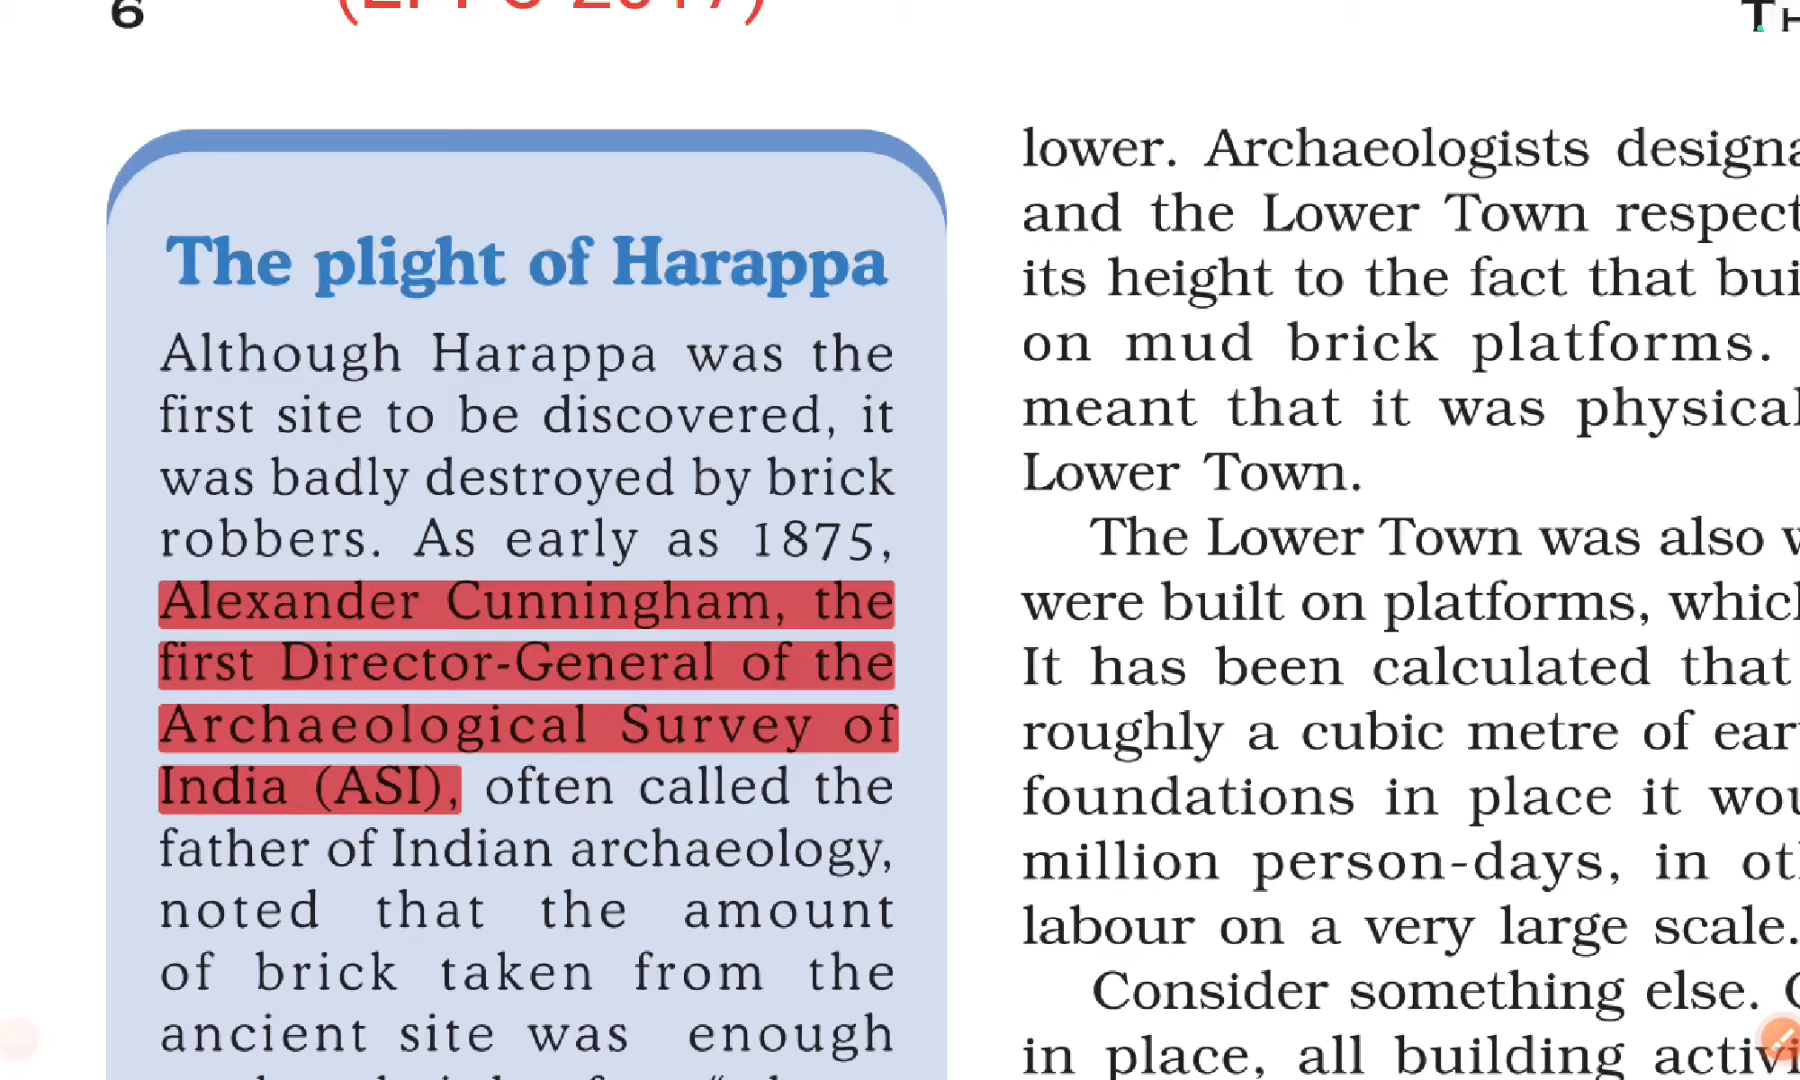 6
The plight of Harappa
Although Harappa was the
first site to be discovered, it
was badly destroyed by brick
robbers. As early as 1875,
Alexander Cunningham, the
first Director-General of the
Archaeological Survey of
India (ASI), often called the
father of Indian archaeology,
noted that the amount
of brick taken from the
ancient site was enough
lower. Archaeologists
and the Lower Town
its height to the fact that
on mud brick platforms.
meant that it was
Lower Town.
The Lower Town was also
were built on platforms,
It has been calculated that
roughly a cubic metre of
foundations in place it
million person-days, in
labour on a very large scale.
Consider something else.
in place, all building